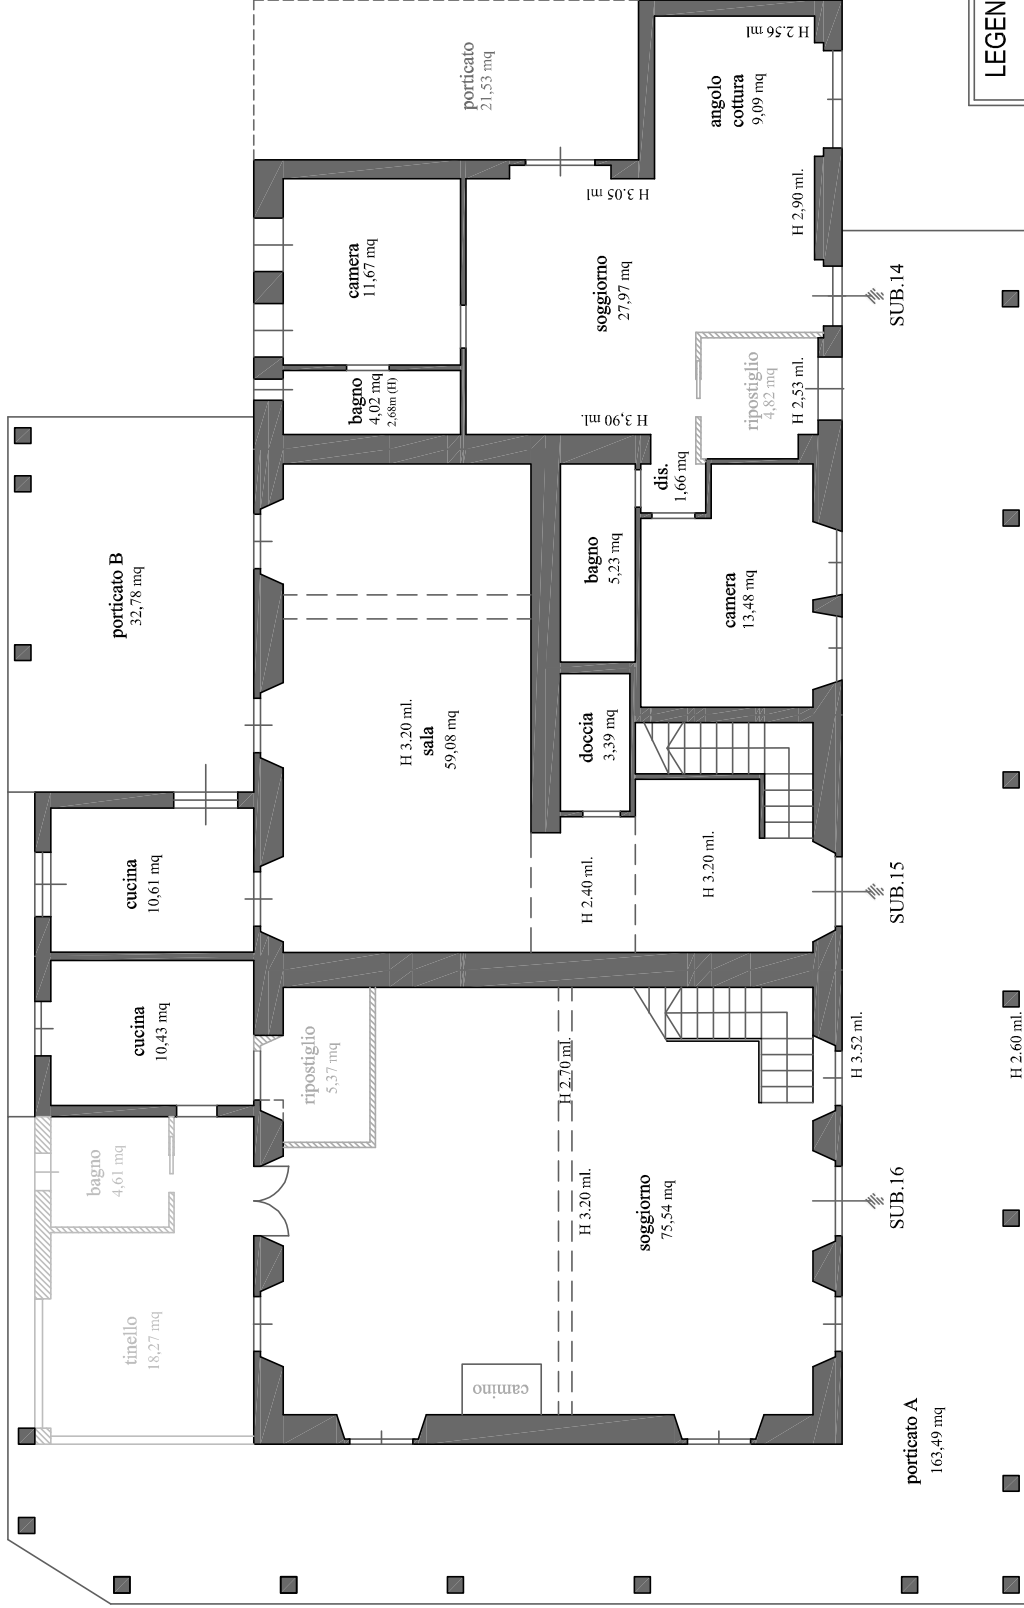 porticato
21,53 mq
H 2.56 ml
angolo
cottura
9,09 mq
LEGEN
camera
11,67 mq
H 3.05 ml
H 2,90 ml.
soggiorno
27,97 mq
SUB.14
bagno
4,02 mq
2,68m (H)
H 3,90 ml.
ripostiglio
4,82 mq
H 2,53 ml.
dis.
1,66 mq
porticato B
32,78 mq
bagno
5,23 mq
camera
13,48 mq
H 3.20 ml.
sala
59,08 mq
doccia
3,39 mq
cucina
10,61 mq
H 2.40 ml.
H 3.20 ml.
SUB.15
cucina
10,43 mq
ripostiglio
5,37 mq
H 2.70 ml.
H 3.52 ml.
H 2.60 ml.
bagno
4,61 mq
H 3.20 ml.
soggiorno
75,54 mq
SUB.16
tinello
18,27 mq
camino
porticato A
163,49 mq